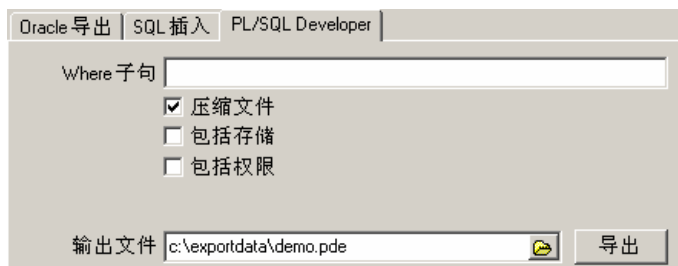 Oracle 导出 SQL 插入 PL/SQL Developer
Where 子句
压缩文件
包括存储
包括权限
输出文件 c:\exportdata\demo.pde 导出